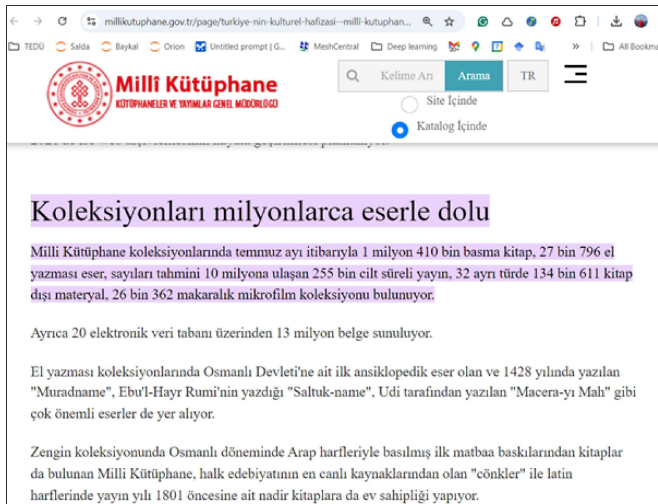 millikutuphane.gov.tr/page/turkiye-nin-kulturel-hafizasi--milli-kutuphan...
TEDÜ Salda Baykal Orion Untitled prompt | G... MeshCentral Deep learning » All Bookma
Millî Kütüphane
KÜTÜPHANELER VE YAYIMLAR GENEL MÜDÜRLÜĞÜ
Kelime Arı Arama TR
Site İçinde
Katalog İçinde
Koleksiyonları milyonlarca eserle dolu
Milli Kütüphane koleksiyonlarında temmuz ayı itibarıyla 1 milyon 410 bin basma kitap, 27 bin 796 el
yazması eser, sayıları tahmini 10 milyona ulaşan 255 bin cilt süreli yayın, 32 ayrı türde 134 bin 611 kitap
dışı materyal, 26 bin 362 makaralık mikrofilm koleksiyonu bulunuyor.
Ayrıca 20 elektronik veri tabanı üzerinden 13 milyon belge sunuluyor.
El yazması koleksiyonlarında Osmanlı Devleti'ne ait ilk ansiklopedik eser olan ve 1428 yılında yazılan
"Muradname", Ebu'l-Hayr Rumi'nin yazdığı "Saltuk-name", Udi tarafından yazılan "Macera-yı Mah" gibi
çok önemli eserler de yer alıyor.
Zengin koleksiyonunda Osmanlı döneminde Arap harfleriyle basılmış ilk matbaa baskılarından kitaplar
da bulunan Milli Kütüphane, halk edebiyatının en canlı kaynaklarından olan "cönkler" ile latin
harflerinde yayın yılı 1801 öncesine ait nadir kitaplara da ev sahipliği yapıyor.